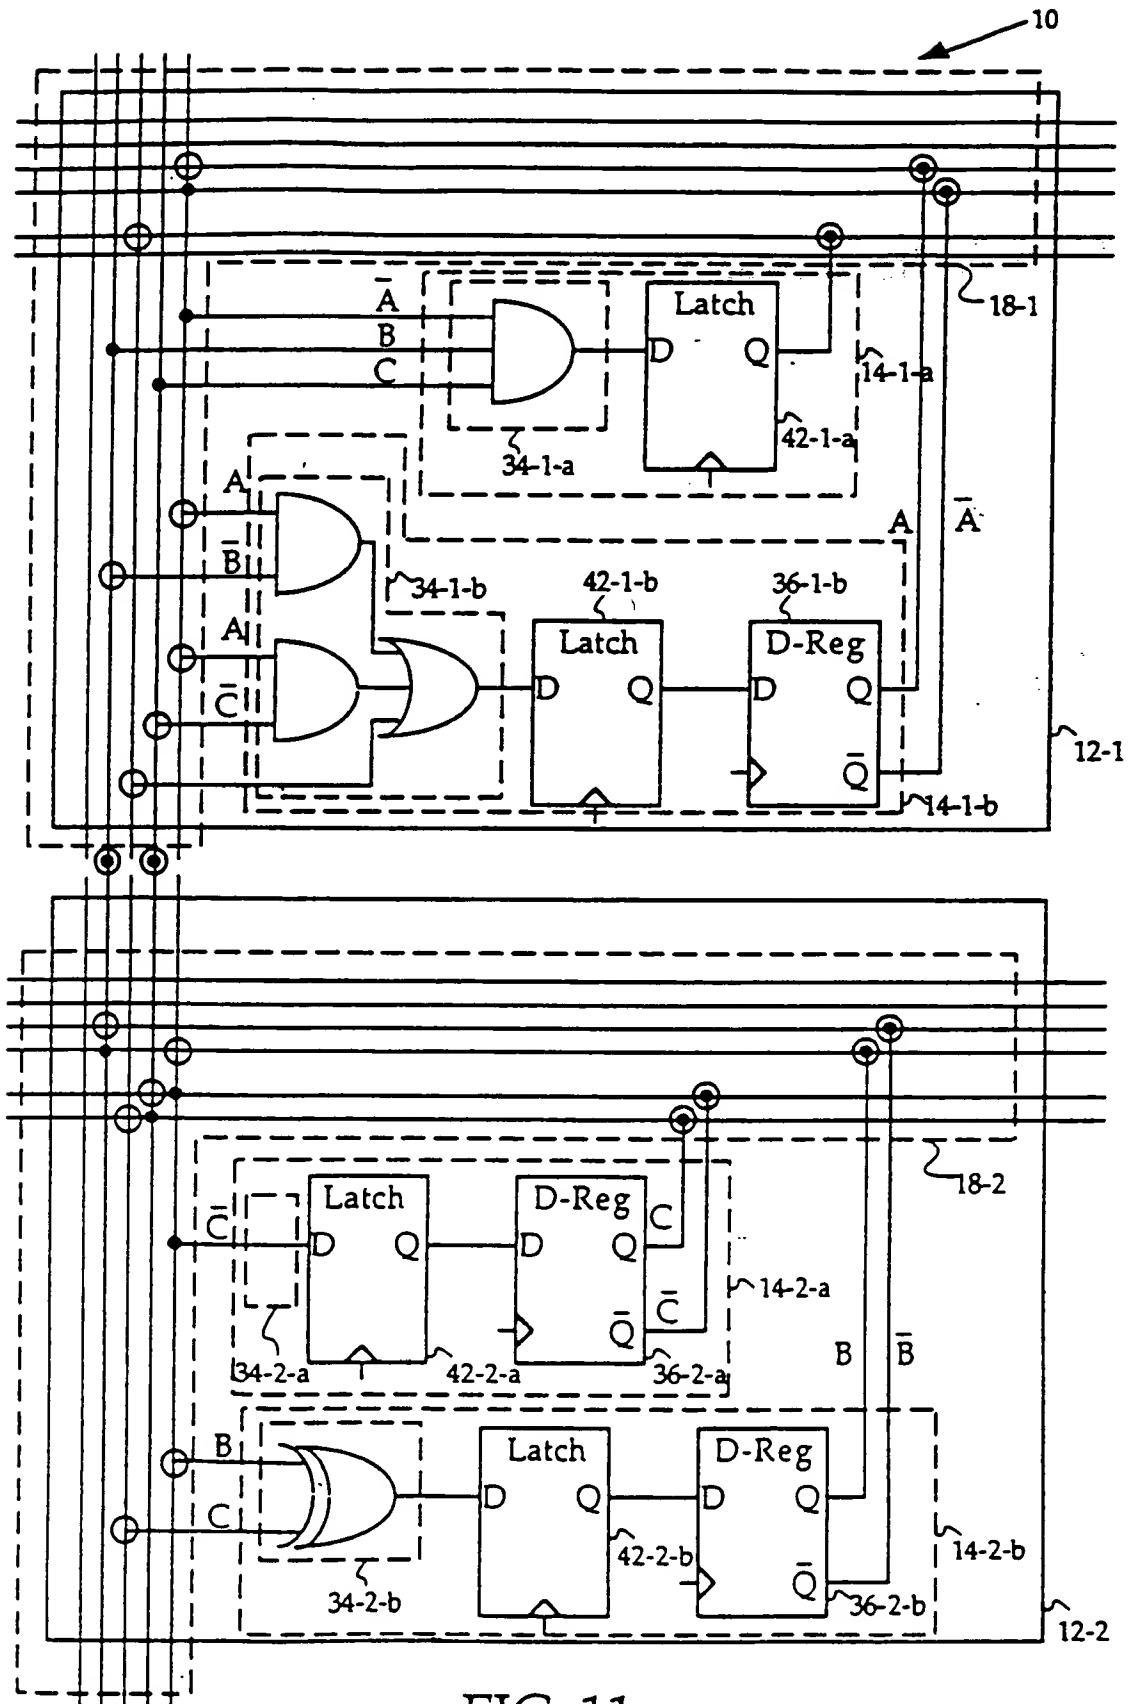 10
18-1
A̅
B
C
Latch
D
Q
14-1-a
42-1-a
34-1-a
A
B̅
A
C̅
34-1-b
42-1-b
Latch
D
Q
36-1-b
D-Reg
D
Q
Q̅
A
A̅
12-1
14-1-b
18-2
C̅
Latch
D
Q
D-Reg
D
Q
Q̅
C
C̅
14-2-a
34-2-a
42-2-a
36-2-a
B
B̅
B
C
Latch
D
Q
D-Reg
D
Q
Q̅
34-2-b
42-2-b
36-2-b
14-2-b
12-2
FIG. 11